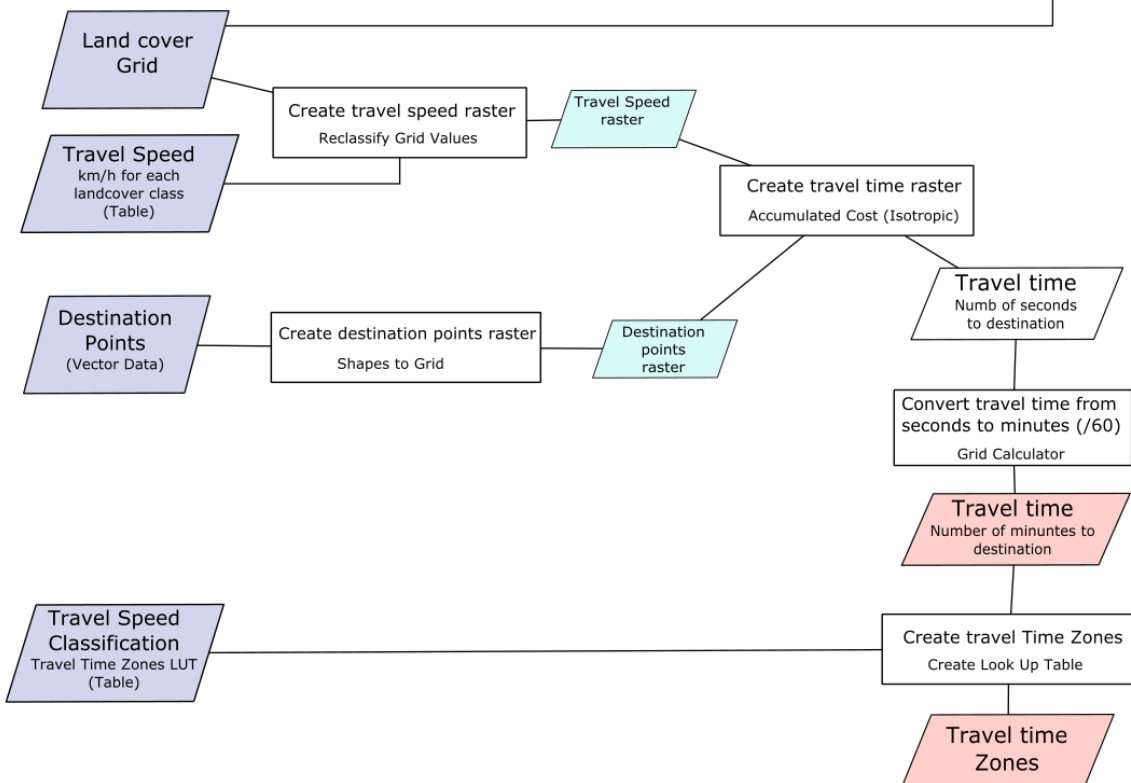 Land cover
Grid
Create travel speed raster
Reclassify Grid Values
Travel Speed
raster
Travel Speed
km/h for each
landcover class
(Table)
Create travel time raster
Accumulated Cost (Isotropic)
Travel time
Numb of seconds
to destination
Destination
Points
(Vector Data)
Create destination points raster
Shapes to Grid
Destination
points
raster
Convert travel time from
seconds to minutes (/60)
Grid Calculator
Travel time
Number of minuntes to
destination
Travel Speed
Classification
Travel Time Zones LUT
(Table)
Create travel Time Zones
Create Look Up Table
Travel time
Zones